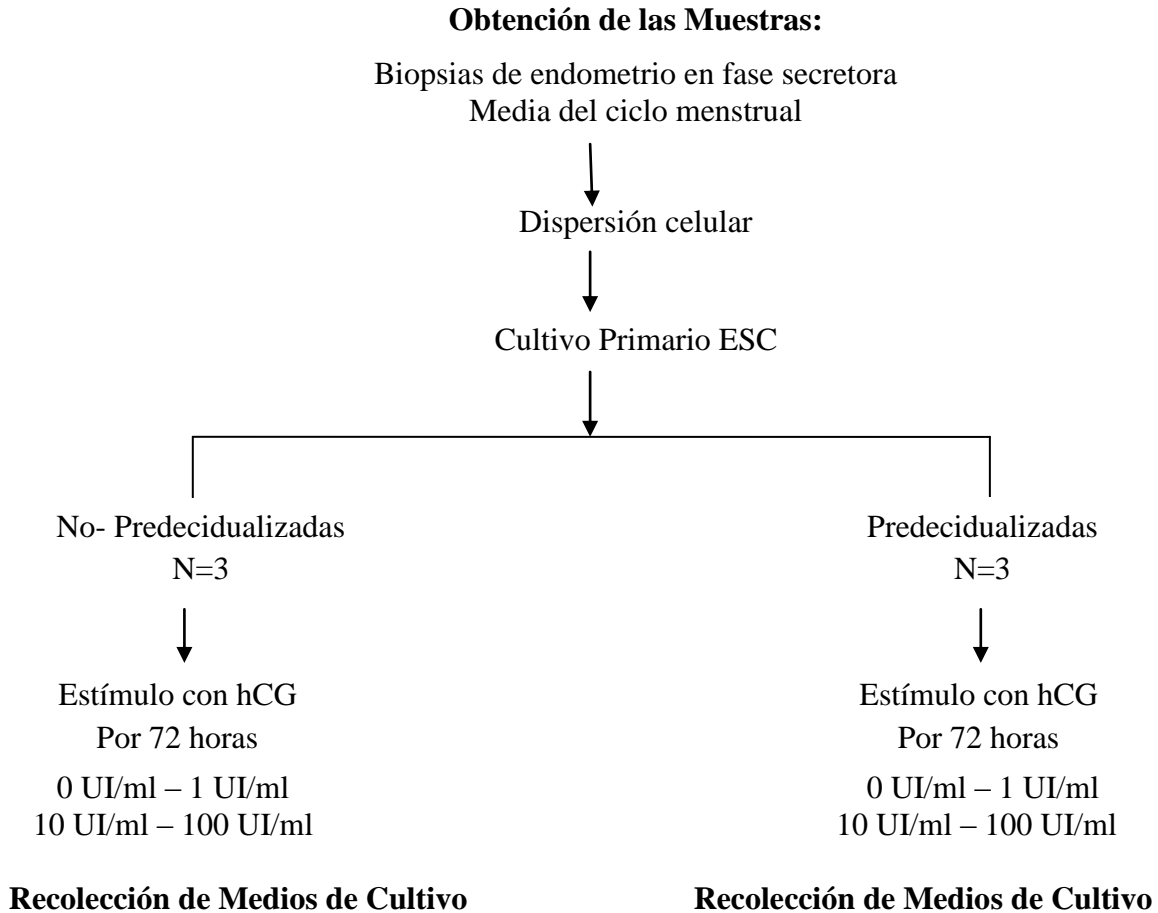 Obtención de las Muestras:
Biopsias de endometrio en fase secretora
Media del ciclo menstrual
Dispersión celular
Cultivo Primario ESC
No- Predecidualizadas
N=3
Estímulo con hCG
Por 72 horas
0 UI/ml – 1 UI/ml
10 UI/ml – 100 UI/ml
Recolección de Medios de Cultivo
Predecidualizadas
N=3
Estímulo con hCG
Por 72 horas
0 UI/ml – 1 UI/ml
10 UI/ml – 100 UI/ml
Recolección de Medios de Cultivo